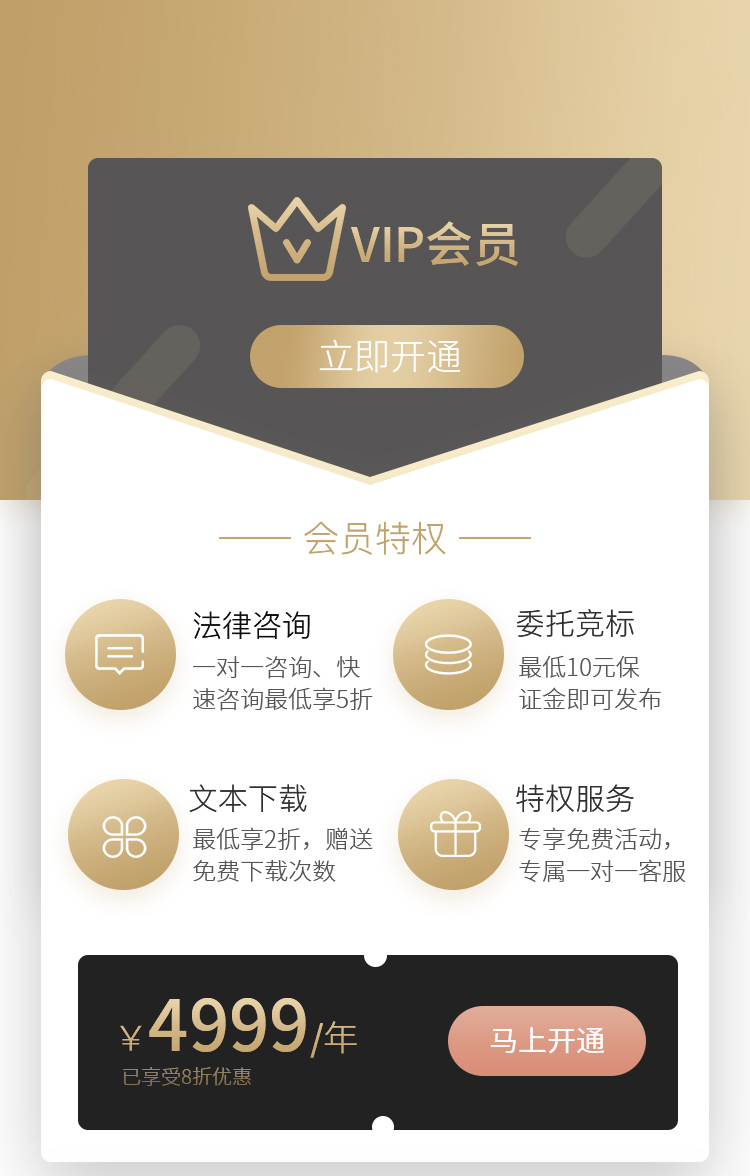 VIP会员
立即开通
会员特权
法律咨询
一对一咨询、快
速咨询最低享5折
委托竞标
最低10元保
证金即可发布
文本下载
最低享2折，赠送
免费下载次数
特权服务
专享免费活动，
专属一对一客服
￥4999/年
已享受8折优惠
马上开通